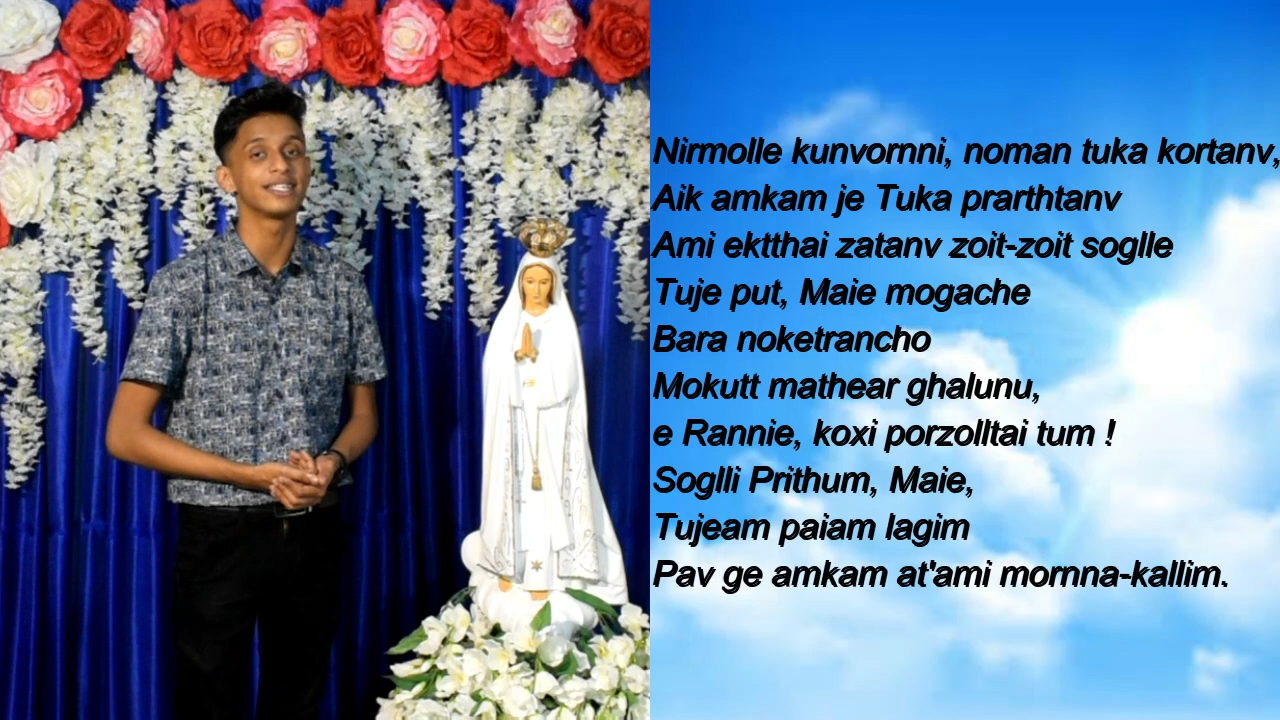 Nirmolle kunvornni, noman tuka kortanv,
Aik amkam je Tuka prarthtanv
Ami ektthai zatanv zoit-zoit soglle
Tuje put, Maie mogache
Bara noketrancho
Mokutt mathear ghalunu,
e Rannie, koxi porzolltai tum !
Soglli Prithum, Maie,
Tujeam paiam lagim
Pav ge amkam at'ami mornna-kallim.